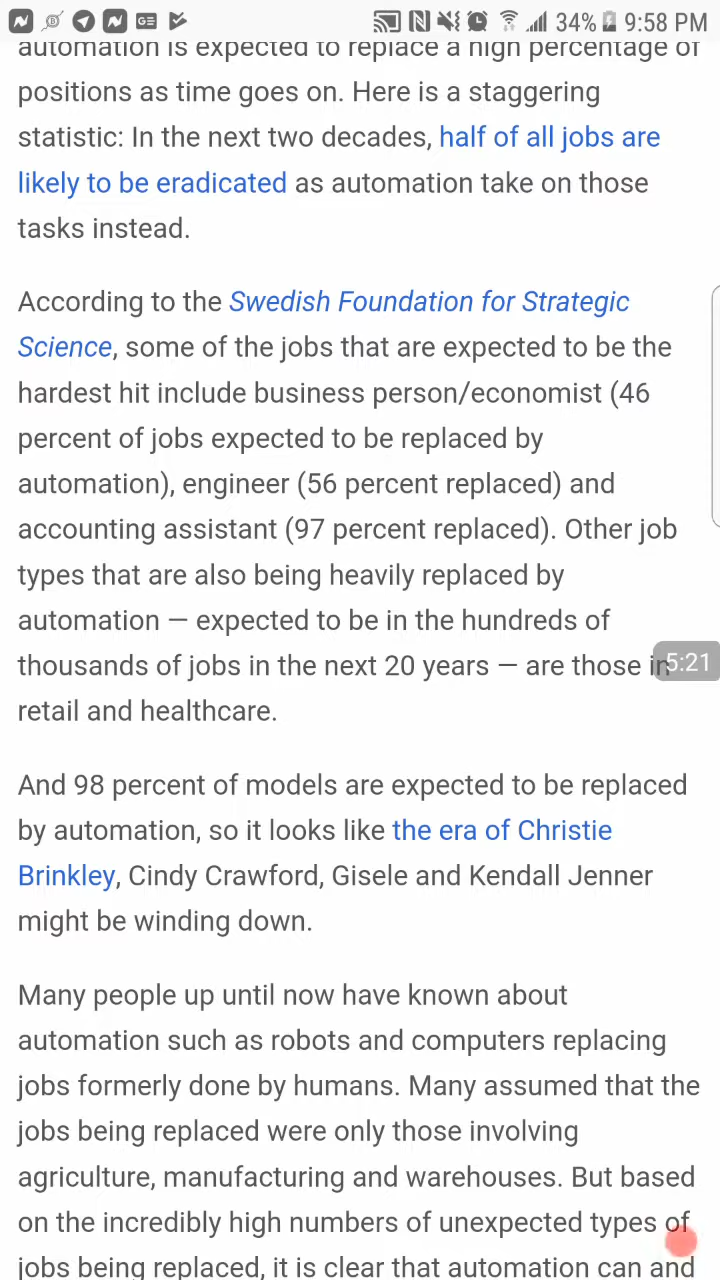 34% 9:58 PM
automation is expected to replace a high percentage of
positions as time goes on. Here is a staggering
statistic: In the next two decades, half of all jobs are
likely to be eradicated as automation take on those
tasks instead.
According to the Swedish Foundation for Strategic
Science, some of the jobs that are expected to be the
hardest hit include business person/economist (46
percent of jobs expected to be replaced by
automation), engineer (56 percent replaced) and
accounting assistant (97 percent replaced). Other job
types that are also being heavily replaced by
automation — expected to be in the hundreds of
thousands of jobs in the next 20 years — are those in
5:21
retail and healthcare.
And 98 percent of models are expected to be replaced
by automation, so it looks like the era of Christie
Brinkley, Cindy Crawford, Gisele and Kendall Jenner
might be winding down.
Many people up until now have known about
automation such as robots and computers replacing
jobs formerly done by humans. Many assumed that the
jobs being replaced were only those involving
agriculture, manufacturing and warehouses. But based
on the incredibly high numbers of unexpected types of
jobs being replaced, it is clear that automation can and